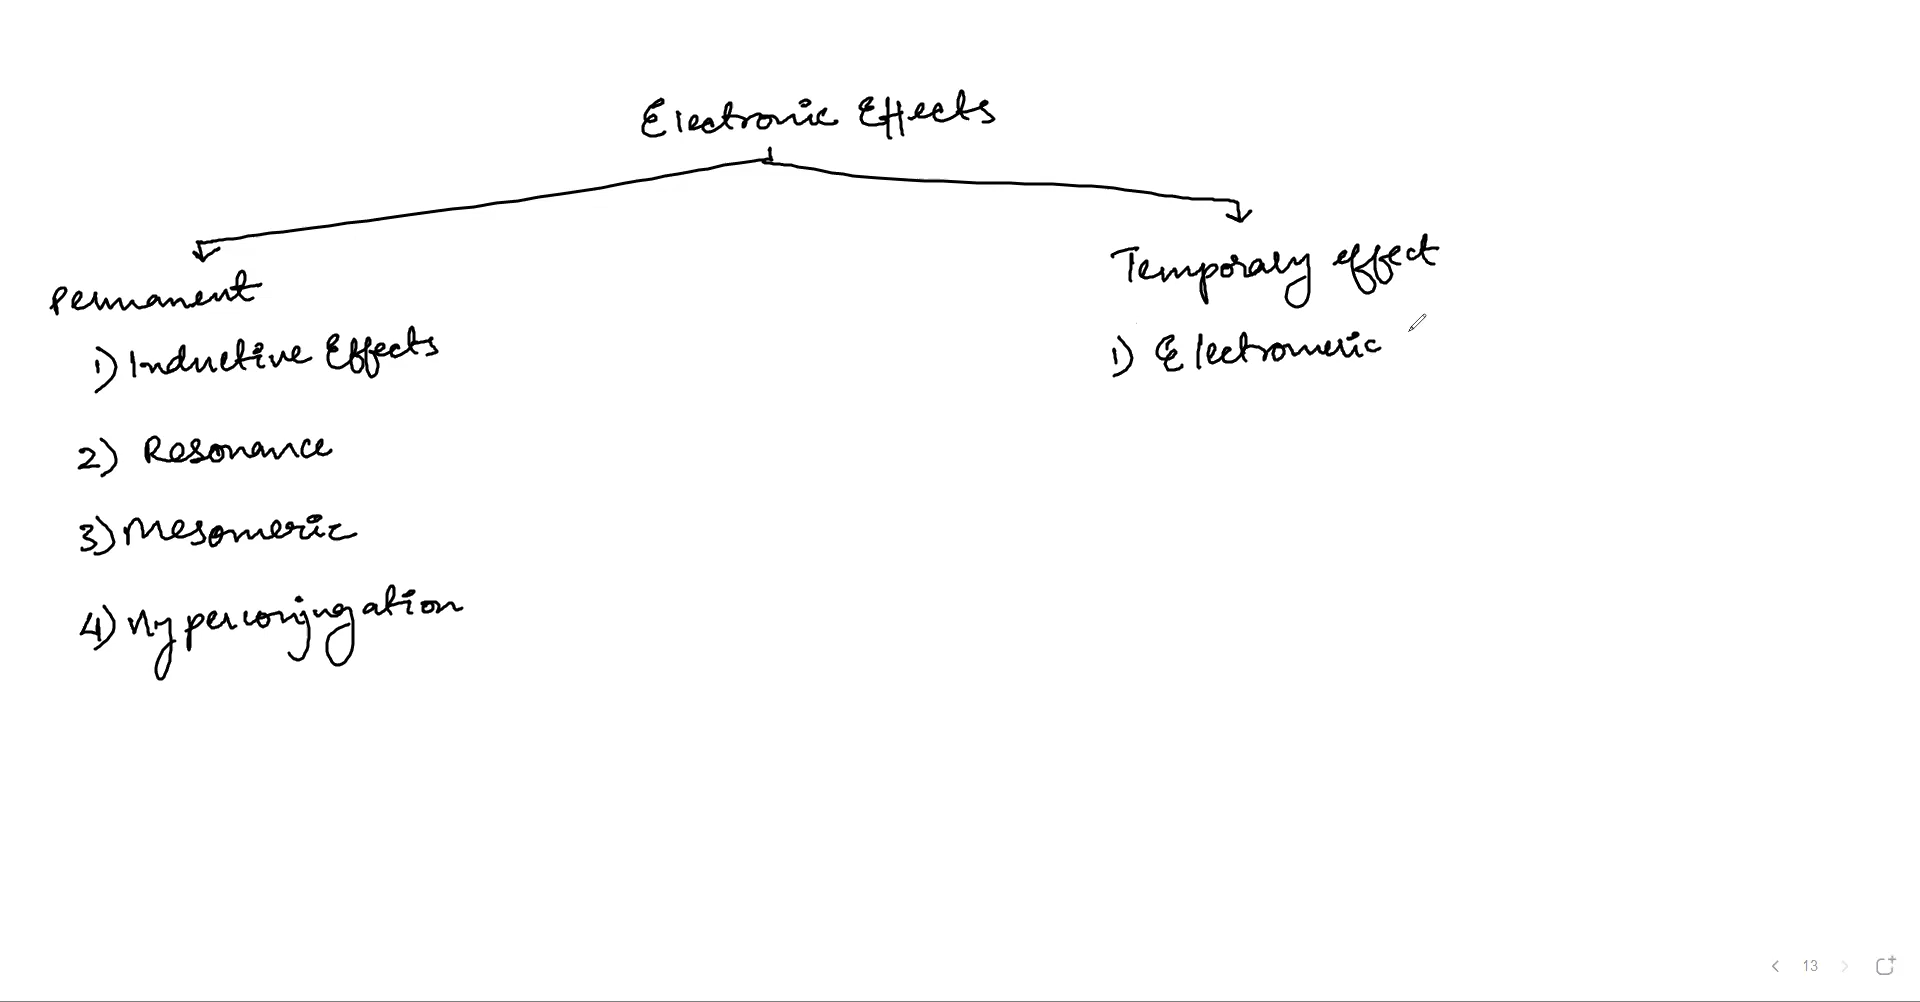 Electronic Effects
Permanent
1) Inductive Effects
2) Resonance
3) Mesomeric
4) Hyperconjugation
Temporary effect
1) Electromeric
13